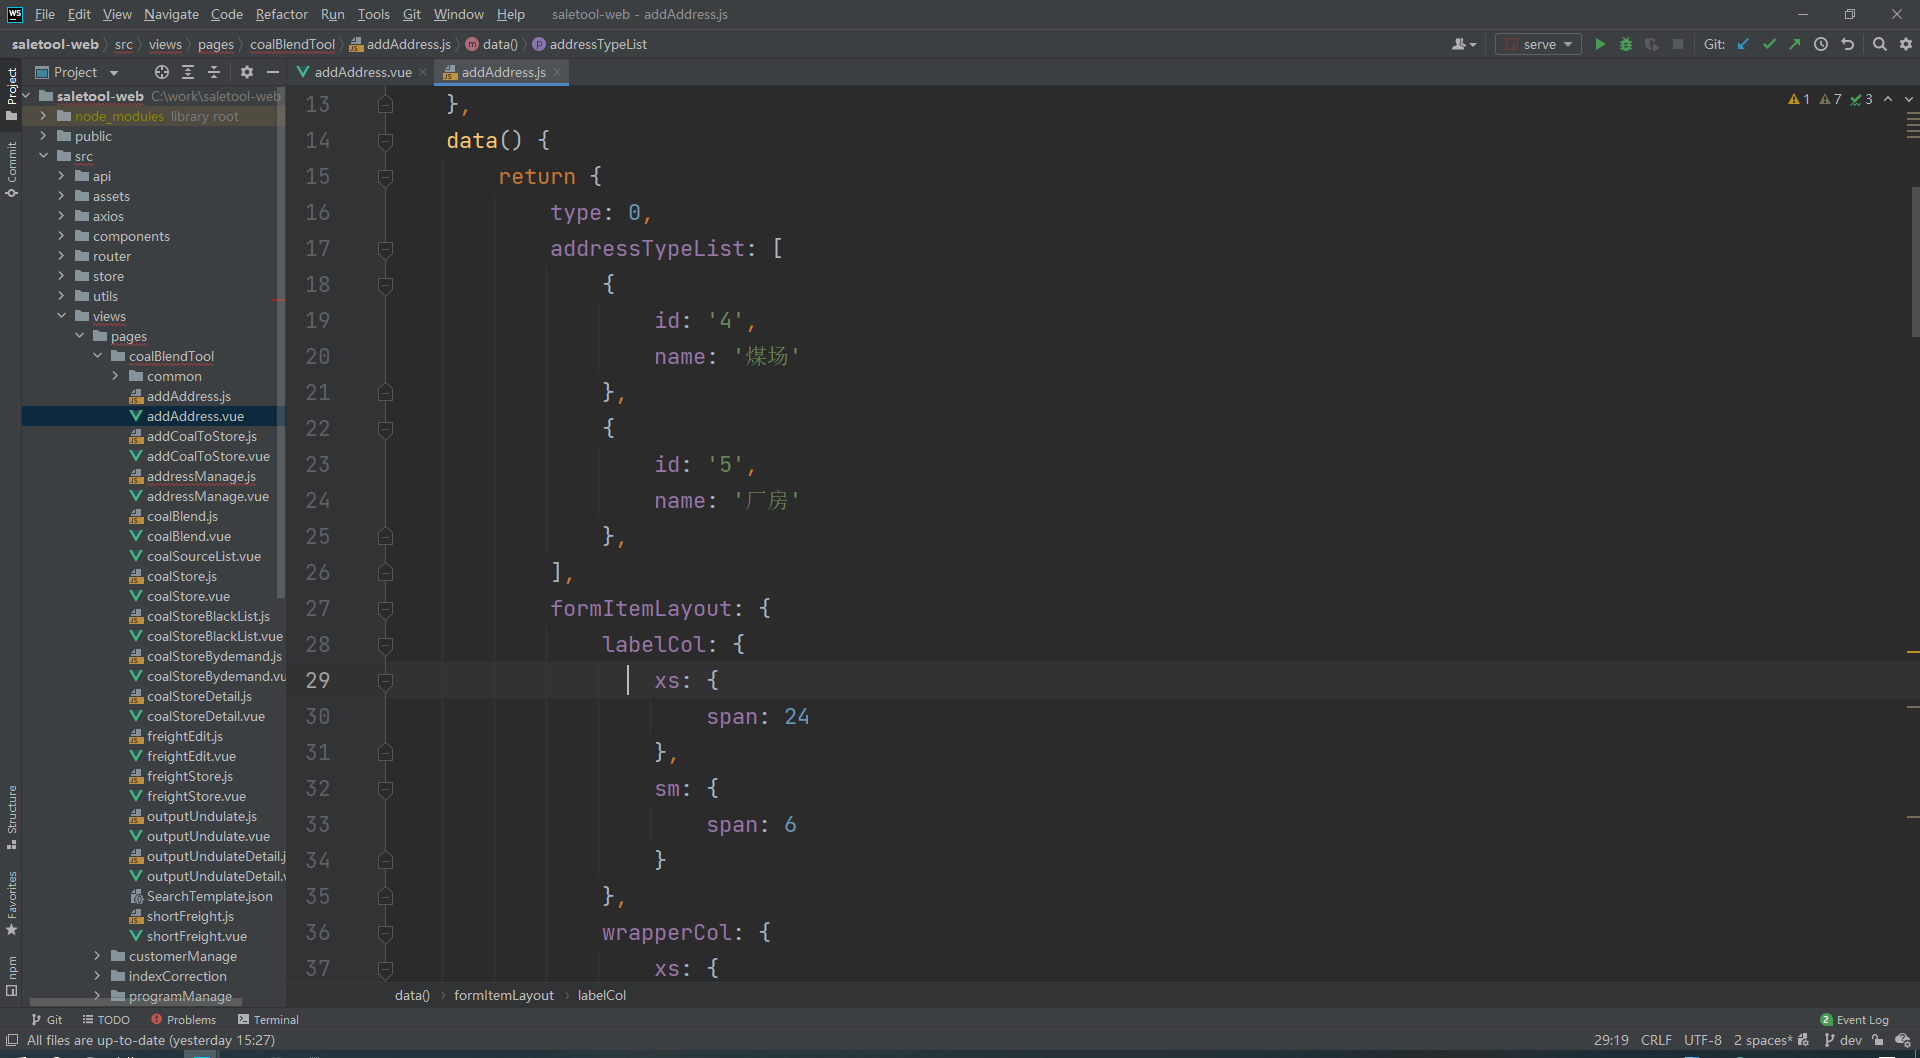 WS File Edit View Navigate Code Refactor Run Tools Git Window Help saletool-web - addAddress.js
saletool-web src views pages coalBlendTool addAddress.js data() addressTypeList
serve Git:
Project
addAddress.vue addAddress.js
Project
Commit
Structure
Favorites
npm
saletool-web C:\work\saletool-web
node_modules library root
public
src
api
assets
axios
components
router
store
utils
views
pages
coalBlendTool
common
addAddress.js
addAddress.vue
addCoalToStore.js
addCoalToStore.vue
addressManage.js
addressManage.vue
coalBlend.js
coalBlend.vue
coalSourceList.vue
coalStore.js
coalStore.vue
coalStoreBlackList.js
coalStoreBlackList.vue
coalStoreBydemand.js
coalStoreBydemand.vu
coalStoreDetail.js
coalStoreDetail.vue
freightEdit.js
freightEdit.vue
freightStore.js
freightStore.vue
outputUndulate.js
outputUndulate.vue
outputUndulateDetail.j
outputUndulateDetail.v
SearchTemplate.json
shortFreight.js
shortFreight.vue
customerManage
indexCorrection
programManage
1 7 3
13 },
14 data() {
15 return {
16 type: 0,
17 addressTypeList: [
18 {
19 id: '4',
20 name: '煤场'
21 },
22 {
23 id: '5',
24 name: '厂房'
25 },
26 ],
27 formItemLayout: {
28 labelCol: {
29 xs: {
30 span: 24
31 },
32 sm: {
33 span: 6
34 }
35 },
36 wrapperCol: {
37 xs: {
data() formItemLayout labelCol
Git TODO Problems Terminal 2 Event Log
All files are up-to-date (yesterday 15:27) 29:19 CRLF UTF-8 2 spaces* dev